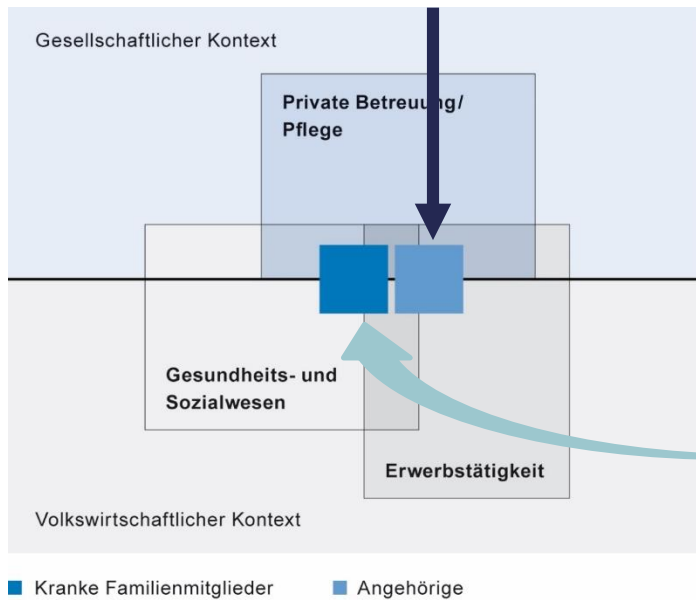 Gesellschaftlicher Kontext
Private Betreuung/
Pflege
Gesundheits- und
Sozialwesen
Erwerbstätigkeit
Volkswirtschaftlicher Kontext
Kranke Familienmitglieder
Angehörige